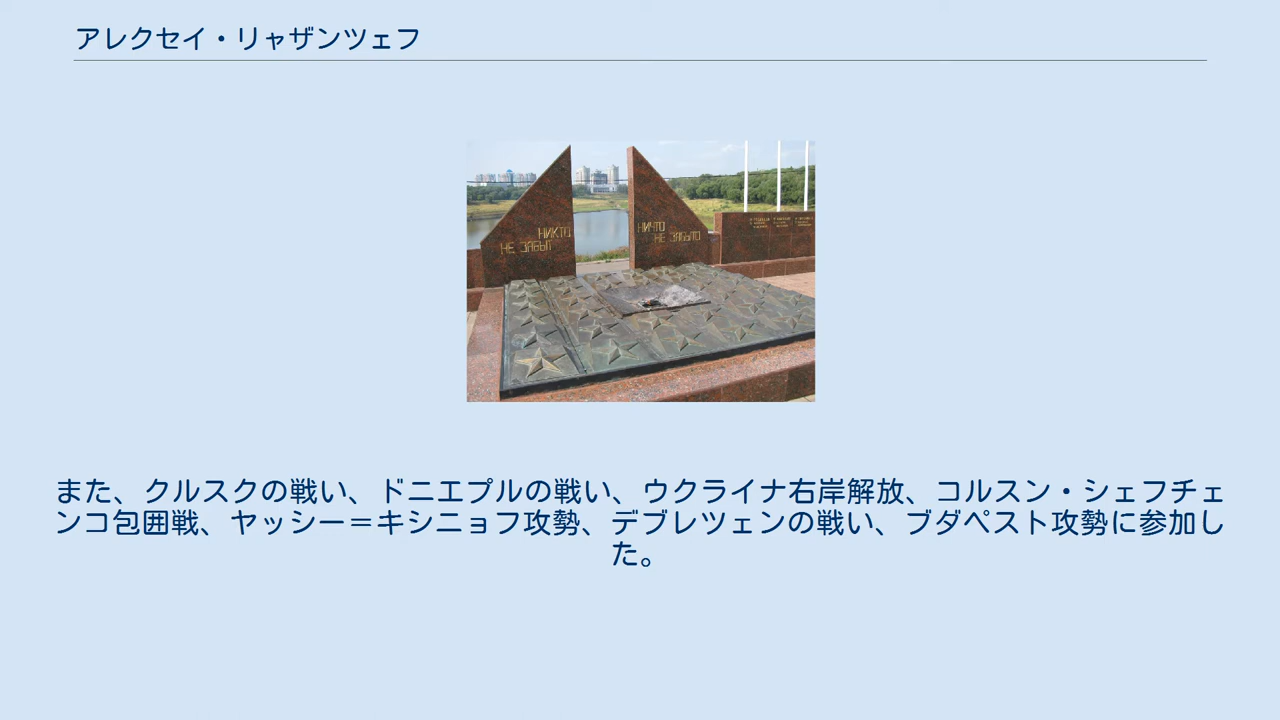 アレクセイ・リャザンツェフ
НИКТО
НЕ ЗАБЫТ
НИЧТО
НЕ ЗАБЫТО
また、クルスクの戦い、ドニエプルの戦い、ウクライナ右岸解放、コルスン・シェフチェ
ンコ包囲戦、ヤッシー＝キシニョフ攻勢、デブレツェンの戦い、ブダペスト攻勢に参加し
た。